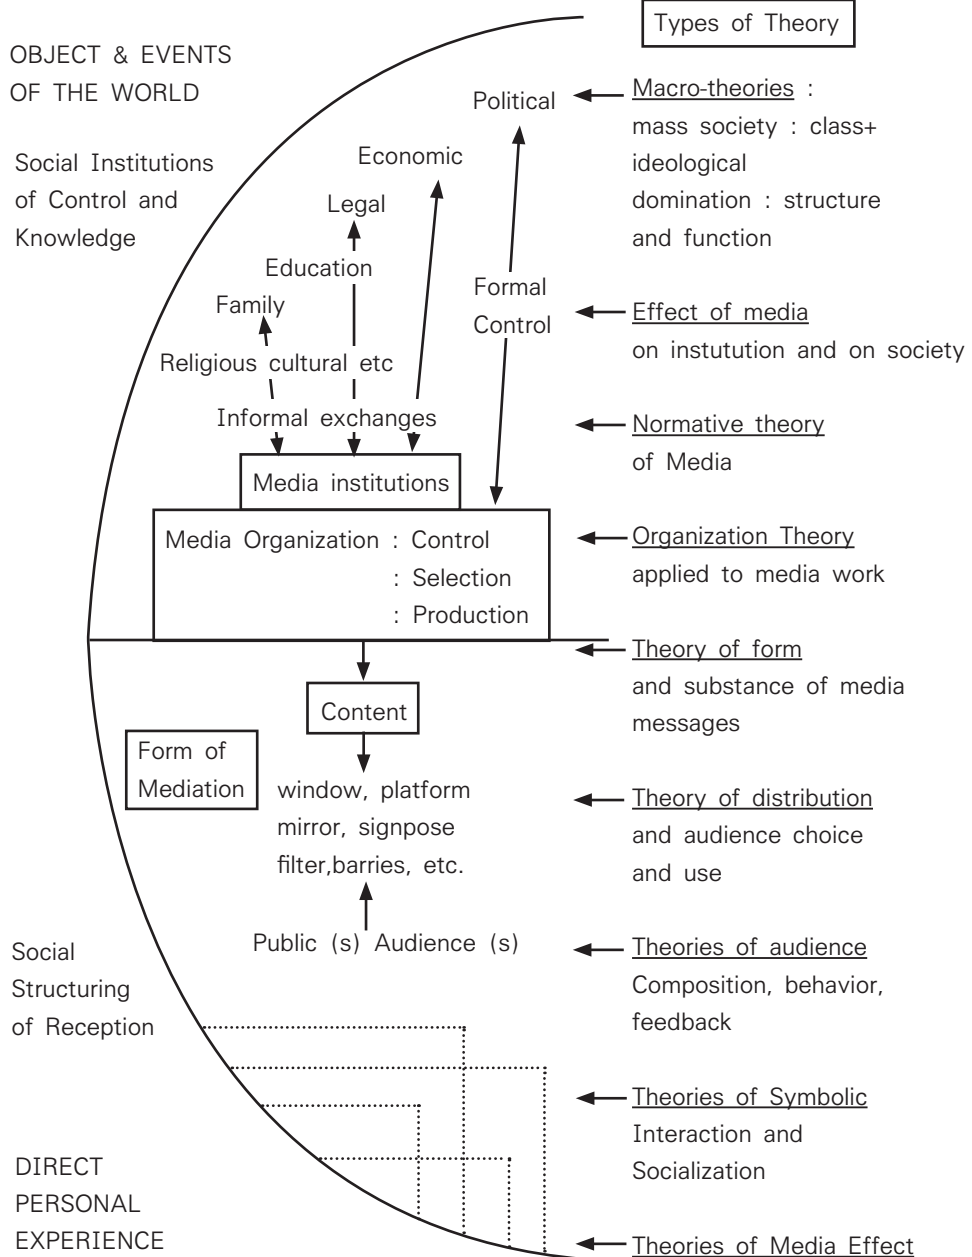 Types of Theory
OBJECT & EVENTS
OF THE WORLD
Social Institutions
of Control and
Knowledge
Political
Economic
Legal
Education
Family
Religious cultural etc
Informal exchanges
Formal
Control
Media institutions
Media Organization : Control
: Selection
: Production
Content
Form of
Mediation
window, platform
mirror, signpose
filter,barries, etc.
Public (s) Audience (s)
Social
Structuring
of Reception
DIRECT
PERSONAL
EXPERIENCE
Macro-theories :
mass society : class+
ideological
domination : structure
and function
Effect of media
on instutution and on society
Normative theory
of Media
Organization Theory
applied to media work
Theory of form
and substance of media
messages
Theory of distribution
and audience choice
and use
Theories of audience
Composition, behavior,
feedback
Theories of Symbolic
Interaction and
Socialization
Theories of Media Effect